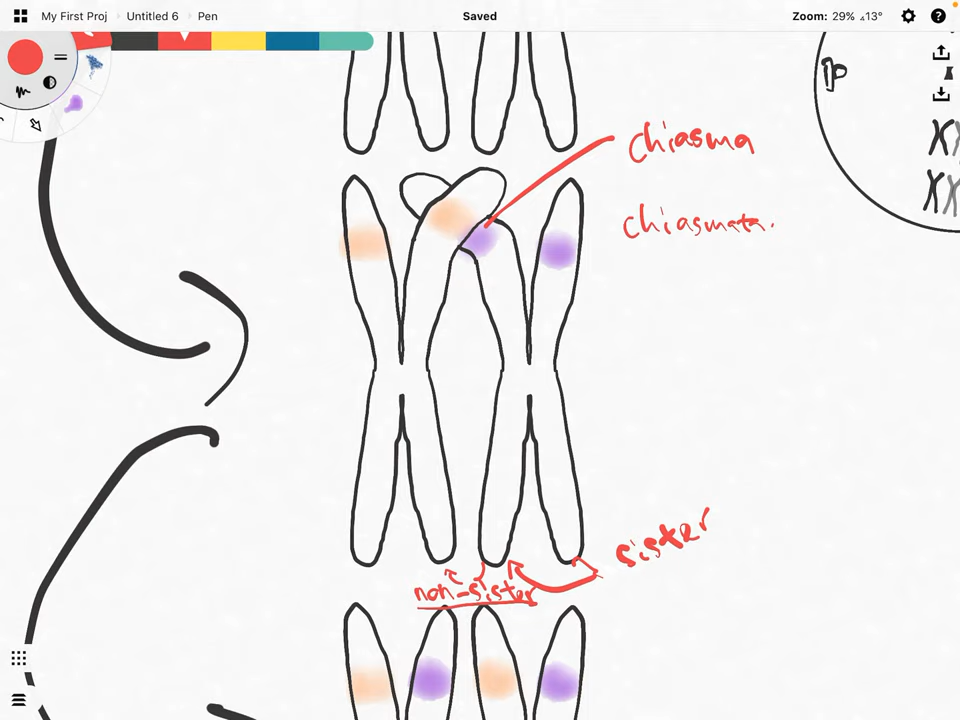 My First Proj Untitled 6 Pen Saved Zoom: 29% ⊿13°
chiasma
chiasmata.
sister
non-sister